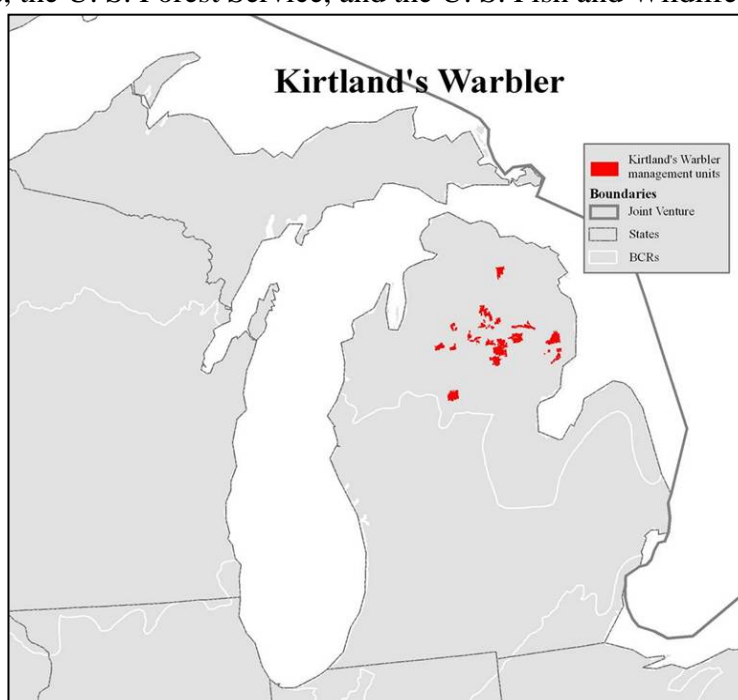 , the U. S. Forest Service, and the U. S. Fish and Wildlife
Kirtland's Warbler
Kirtland's Warbler
management units
Boundaries
Joint Venture
States
BCRs